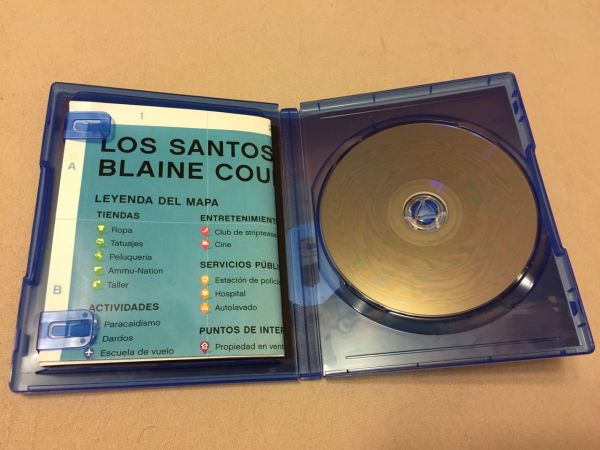 1
2
A
LOS SANTOS
BLAINE COU
LEYENDA DEL MAPA
TIENDAS
Ropa
Tatuajes
Peluquería
Ammu-Nation
Taller
ENTRETENIMIENT
Club de striptease
Cine
SERVICIOS PÚBLI
Estación de policía
Hospital
Autolavado
B
ACTIVIDADES
Paracaidismo
Dardos
Escuela de vuelo
PUNTOS DE INTER
Propiedad en vent